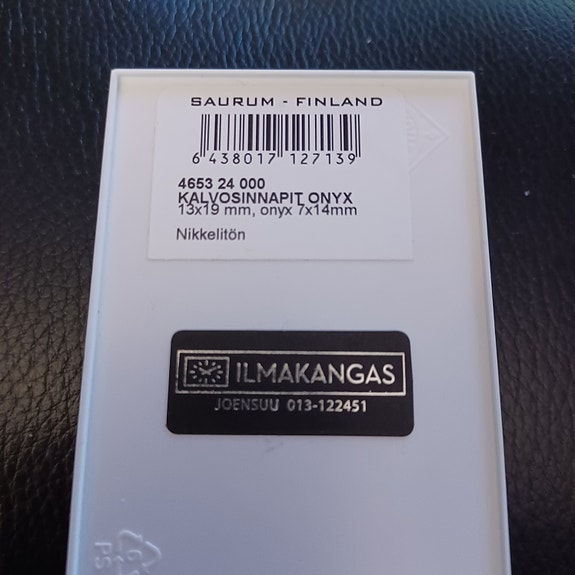 SAURUM - FINLAND
6 438017 127139
4653 24 000
KALVOSINNAPIT ONYX
13x19 mm, onyx 7x14mm
Nikkelitön
ILMAKANGAS
JOENSUU 013-122451
PS